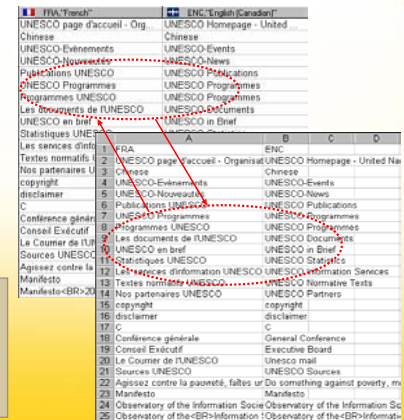 FRA,"French" ENC,"English (Canadian)"
UNESCO page d'accueil - Org... UNESCO Homepage - United ...
Chinese Chinese
UNESCO-Evènements UNESCO-Events
UNESCO-Nouveautés UNESCO-News
Publications UNESCO UNESCO Publications
UNESCO Programmes UNESCO Programmes
Programmes UNESCO UNESCO Programmes
Les documents de l'UNESCO UNESCO-Documents
UNESCO en bref UNESCO in Brief
Statistiques UNESCO
Les services d'info
Textes normatifs
Nos partenaires U
copyright
disclaimer
C
Conférence génér
Conseil Exécutif
Le Courrier de l'UN
Sources UNESC
Agissez contre la
Manifesto
Manifesto<BR>20
A B C D
1 FRA ENC
2 UNESCO page d'accueil - Organisat UNESCO Homepage - United Na
3 Chinese Chinese
4 UNESCO-Evènements UNESCO-Events
5 UNESCO-Nouveautés UNESCO-News
6 Publications UNESCO UNESCO Publications
7 UNESCO Programmes UNESCO Programmes
8 Programmes UNESCO UNESCO Programmes
9 Les documents de l'UNESCO UNESCO Documents
10 UNESCO en bref UNESCO in Brief
11 Statistiques UNESCO UNESCO Statistics
12 Les services d'information UNESCO UNESCO Information Services
13 Textes normatifs UNESCO UNESCO Normative Texts
14 Nos partenaires UNESCO UNESCO Partners
15 copyright copyright
16 disclaimer disclaimer
17 C C
18 Conférence générale General Conference
19 Conseil Exécutif Executive Board
20 Le Courrier de l'UNESCO Unesco mail
21 Sources UNESCO UNESCO Sources
22 Agissez contre la pauvreté, faîtes ur Do something against poverty, m
23 Manifesto Manifesto
24 Observatory of the Information Socie Observatory of the Information S
25 Observatory of the<BR>Information Observatory of the<BR>Informati